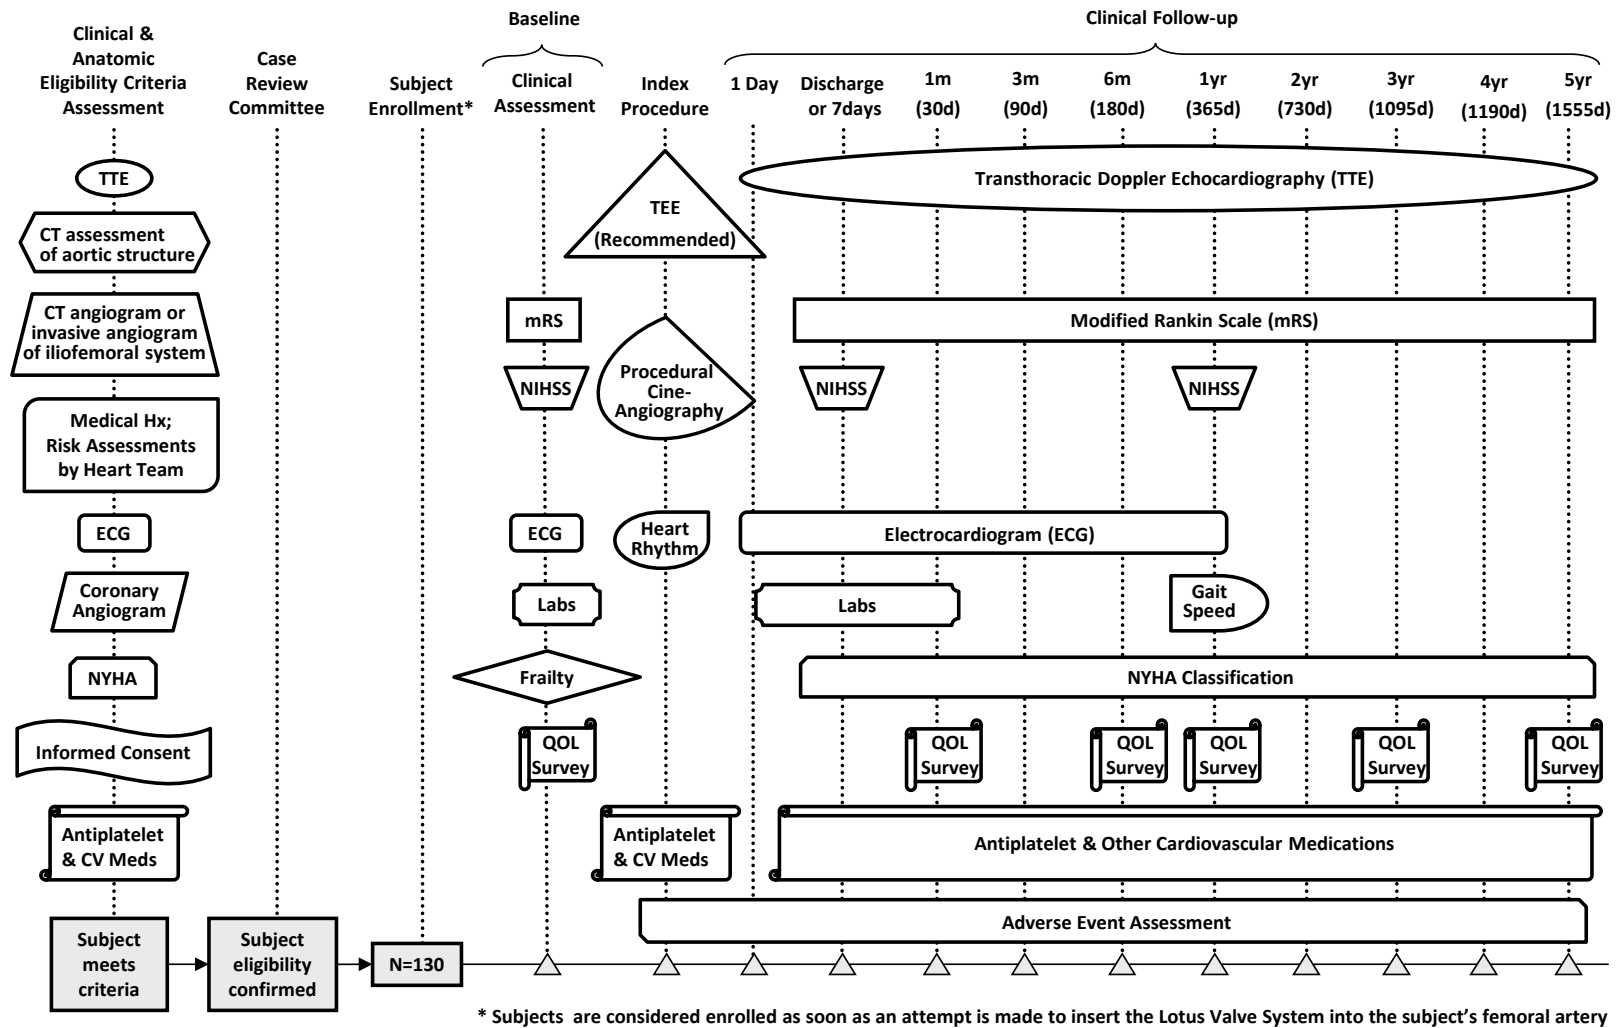 Baseline
Clinical Follow-up
Clinical &
Anatomic
Eligibility Criteria
Assessment
Case
Review
Committee
Subject
Enrollment*
Clinical
Assessment
Index
Procedure
1 Day
Discharge
or 7days
1m
(30d)
3m
(90d)
6m
(180d)
1yr
(365d)
2yr
(730d)
3yr
(1095d)
4yr
(1190d)
5yr
(1555d)
TTE
TEE
(Recommended)
Transthoracic Doppler Echocardiography (TTE)
CT assessment
of aortic structure
CT angiogram or
invasive angiogram
of iliofemoral system
mRS
Modified Rankin Scale (mRS)
NIHSS
Procedural
Cine-
Angiography
NIHSS
NIHSS
Medical Hx;
Risk Assessments
by Heart Team
ECG
ECG
Heart
Rhythm
Electrocardiogram (ECG)
Coronary
Angiogram
Labs
Labs
Gait
Speed
NYHA
Frailty
NYHA Classification
Informed Consent
QOL
Survey
QOL
Survey
QOL
Survey
QOL
Survey
QOL
Survey
QOL
Survey
Antiplatelet
& CV Meds
Antiplatelet
& CV Meds
Antiplatelet & Other Cardiovascular Medications
Adverse Event Assessment
Subject
meets
criteria
Subject
eligibility
confirmed
N=130
* Subjects are considered enrolled as soon as an attempt is made to insert the Lotus Valve System into the subject's femoral artery